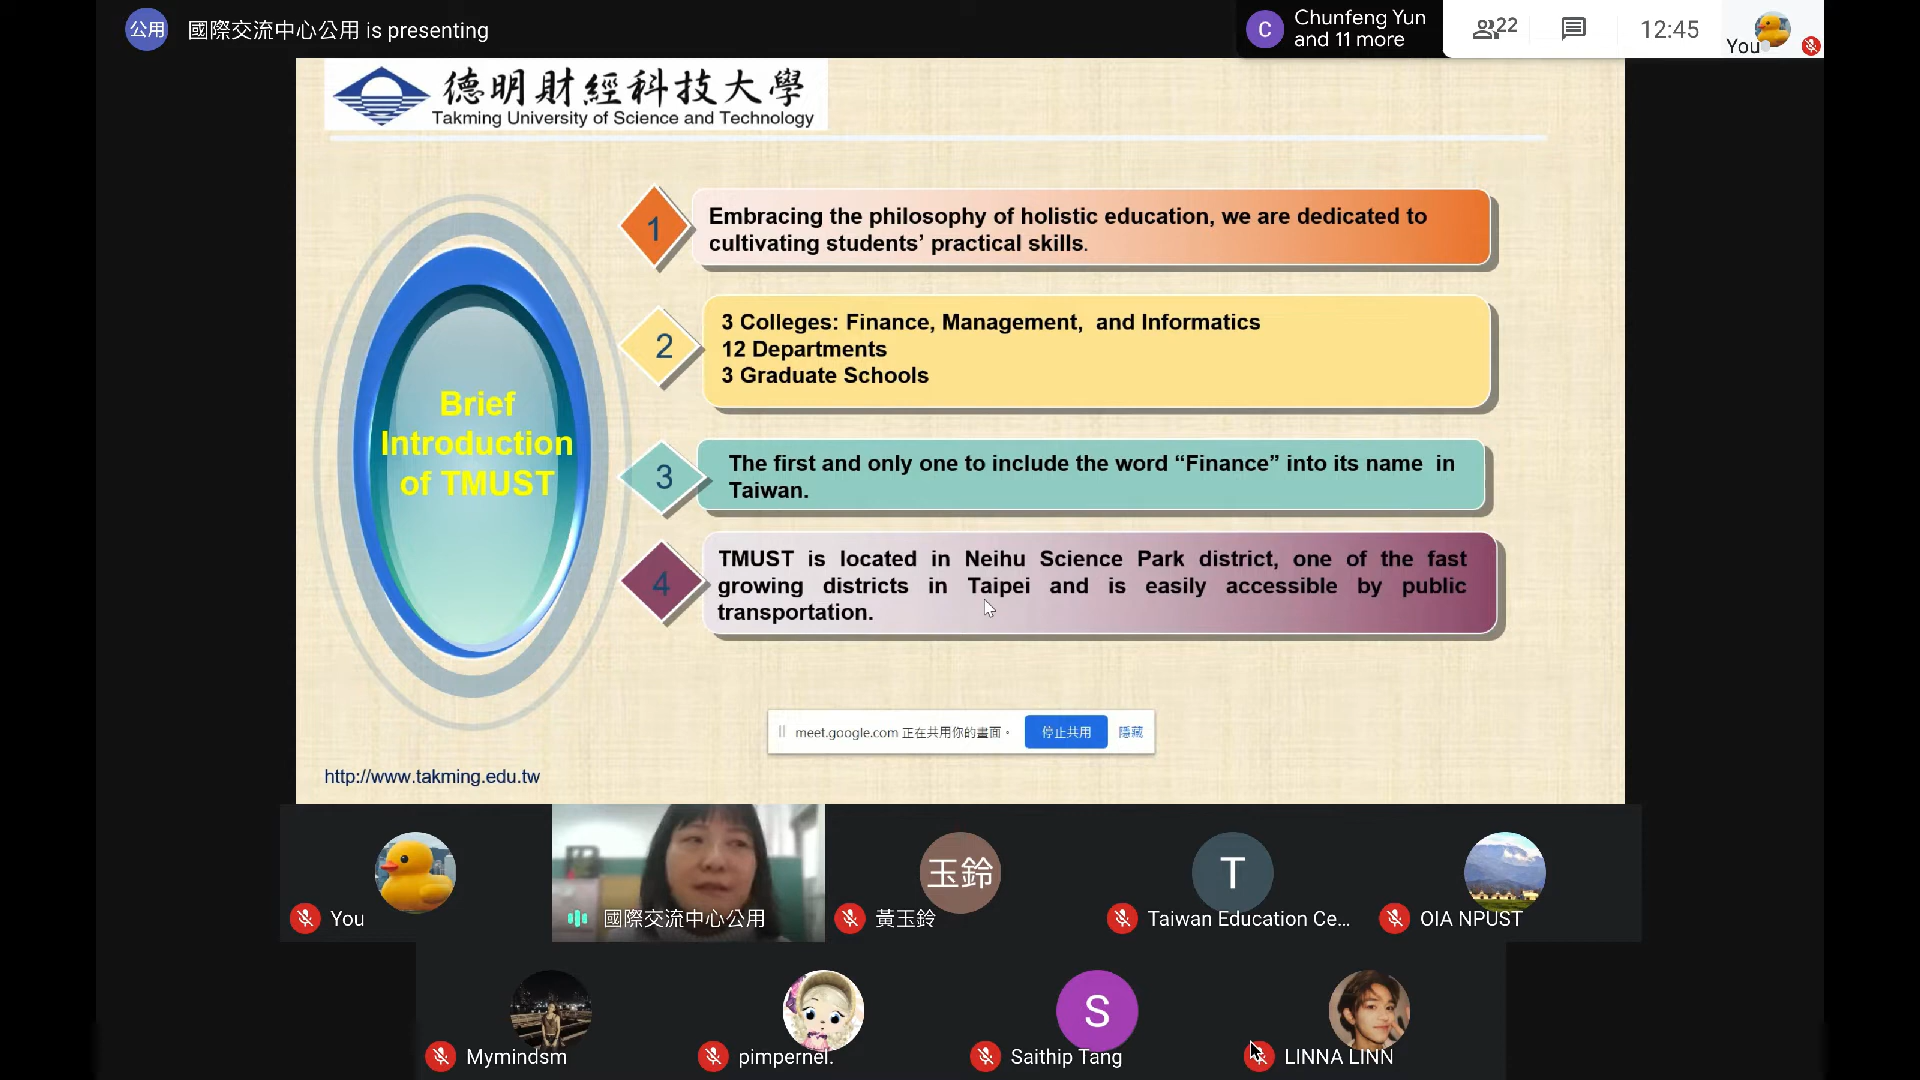 公用
國際交流中心公用 is presenting
C
Chunfeng Yun
and 11 more
22
12:45
You
德明財經科技大學
Takming University of Science and Technology
1
Embracing the philosophy of holistic education, we are dedicated to
cultivating students’ practical skills.
2
3 Colleges: Finance, Management, and Informatics
12 Departments
3 Graduate Schools
Brief
Introduction
of TMUST
3
The first and only one to include the word “Finance” into its name in
Taiwan.
4
TMUST is located in Neihu Science Park district, one of the fast
growing districts in Taipei and is easily accessible by public
transportation.
meet.google.com 正在共用你的畫面。 停止共用 隱藏
http://www.takming.edu.tw
玉鈴
T
You
國際交流中心公用
黃玉鈴
Taiwan Education Ce...
OIA NPUST
S
Mymindsm
pimpernel.
Saithip Tang
LINNA LINN